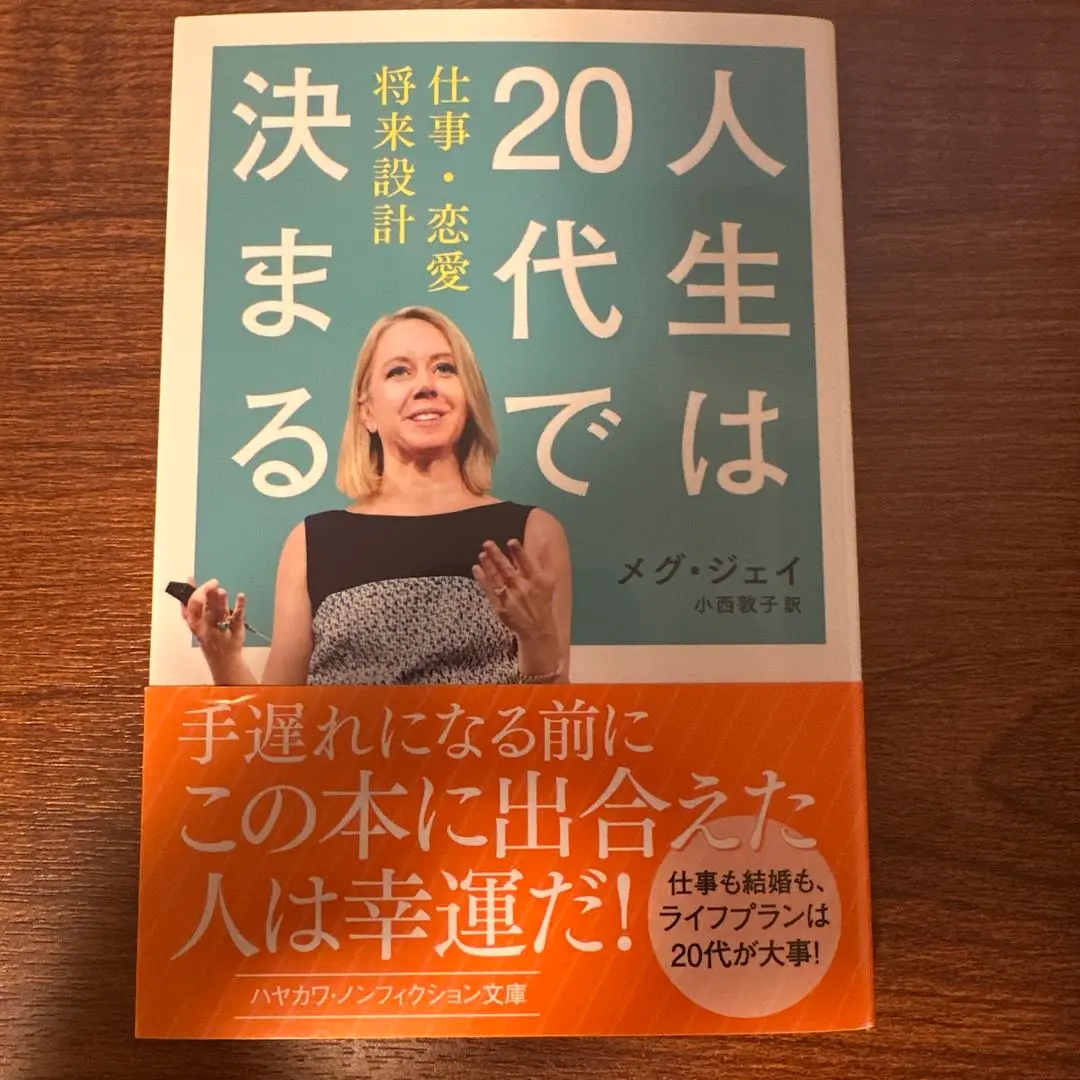 人生は
20代で
決まる
仕事・恋愛
将来設計
メグ・ジェイ
小西敦子 訳
手遅れになる前に
この本に出合えた
人は幸運だ!
仕事も結婚も、
ライフプランは
20代が大事!
ハヤカワ・ノンフィクション文庫